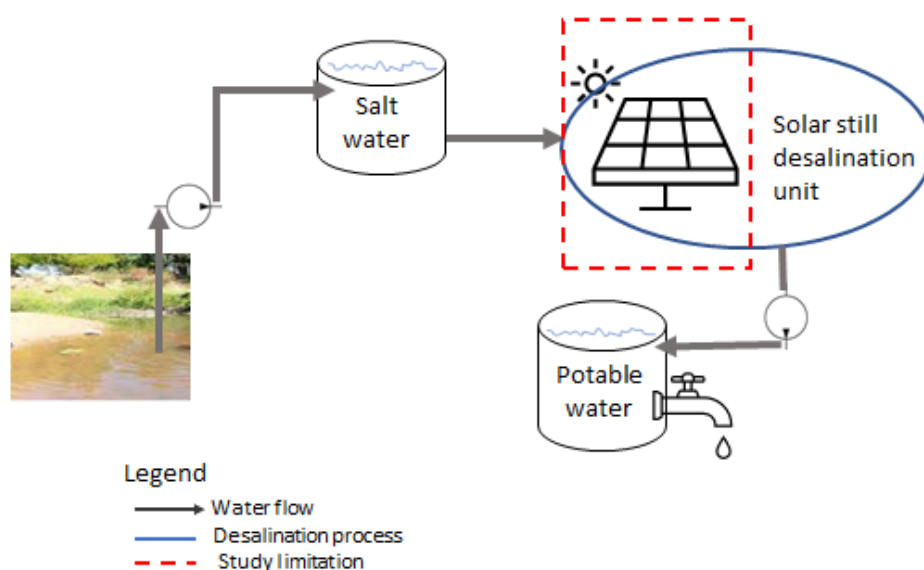 Salt
water
Solar still
desalination
unit
Potable
water
Legend
Water flow
Desalination process
Study limitation